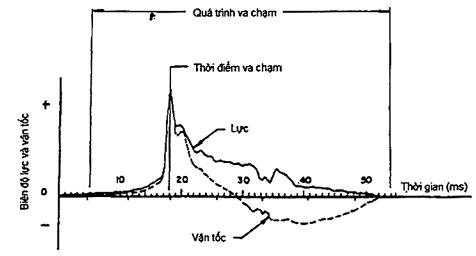 Quá trình va chạm
Thời điểm va chạm
Lực
Biên độ lực và vận tốc
+
0
−
10
20
30
40
50
Thời gian (ms)
Vận tốc